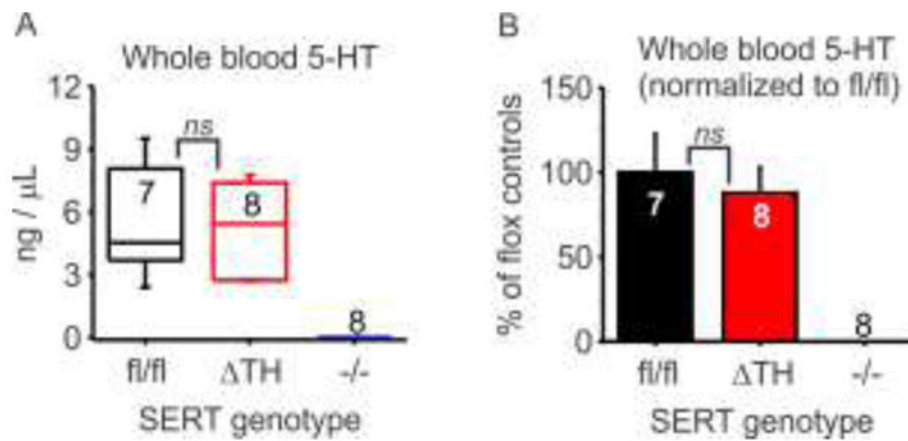 A
Whole blood 5-HT
12
9
6
3
0
ng / μL
ns
7
8
8
fl/fl
ΔTH
-/-
SERT genotype
B
Whole blood 5-HT
(normalized to fl/fl)
150
100
50
0
% of flox controls
ns
7
8
8
fl/fl
ΔTH
-/-
SERT genotype